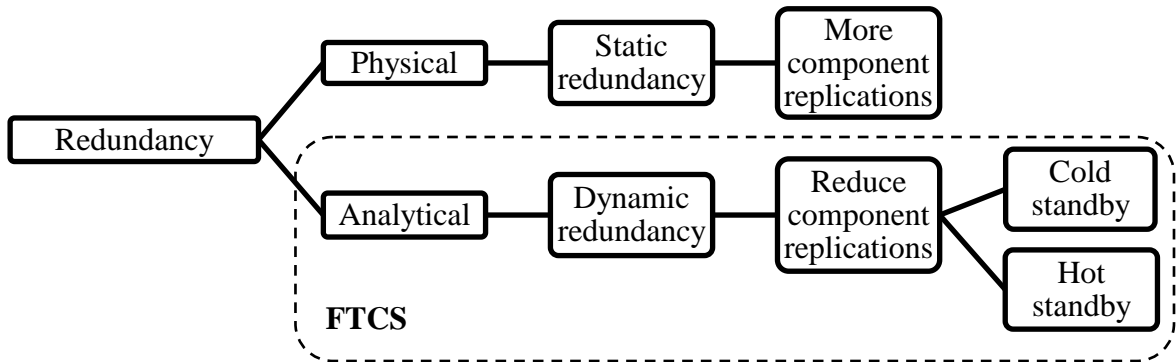 Redundancy
Physical
Static
redundancy
More
component
replications
Analytical
Dynamic
redundancy
Reduce
component
replications
Cold
standby
Hot
standby
FTCS